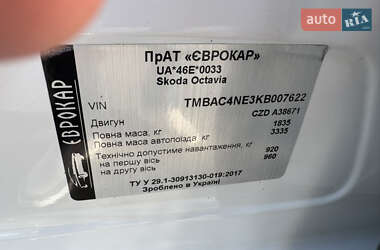 auto RIA.com
ПрАТ «ЄВРОКАР»
UA*46E*0033
Skoda Octavia
ЄВРОКАР
VIN TMBAC4NE3KB007622
Двигун CZD A38671
Повна маса, кг 1835
Повна маса автопоїзда, кг 3335
Технічно допустиме навантаження, кг
на першу вісь 920
на другу вісь 960
ТУ У 29.1-30913130-019:2017
Зроблено в Україні